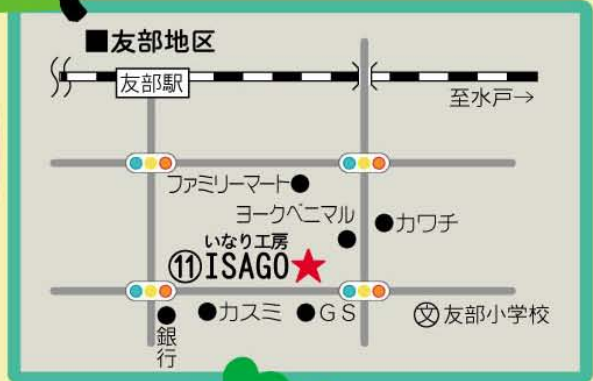 ■友部地区
友部駅
至水戸→
ファミリーマート●
ヨークベニマル
●カワチ
いなり工房
⑪ISAGO★
●カスミ
●GS
文友部小学校
銀行